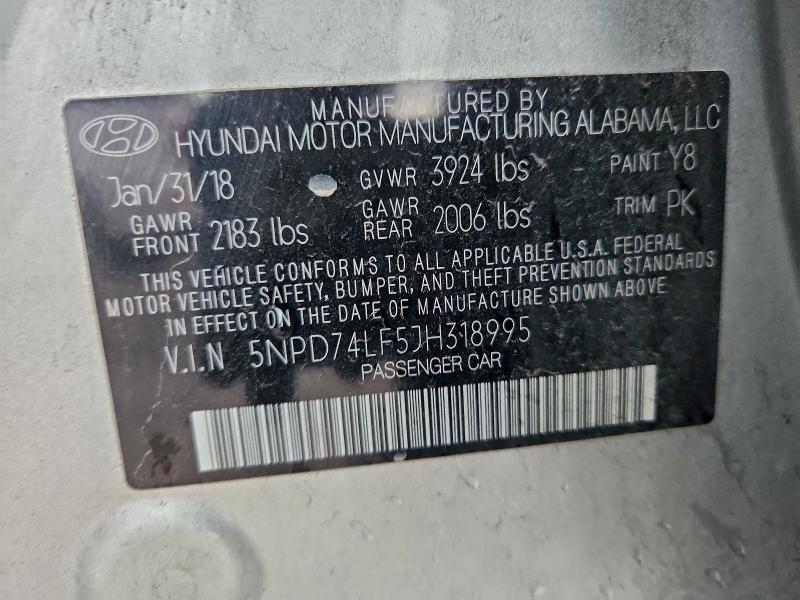 MANUFACTURED BY
HYUNDAI MOTOR MANUFACTURING ALABAMA, LLC
Jan/31/18 GVWR 3924 lbs PAINT Y8
GAWR FRONT 2183 lbs GAWR REAR 2006 lbs TRIM PK
THIS VEHICLE CONFORMS TO ALL APPLICABLE U.S.A. FEDERAL
MOTOR VEHICLE SAFETY, BUMPER, AND THEFT PREVENTION STANDARDS
IN EFFECT ON THE DATE OF MANUFACTURE SHOWN ABOVE
V.I.N 5NPD74LF5JH318995
PASSENGER CAR